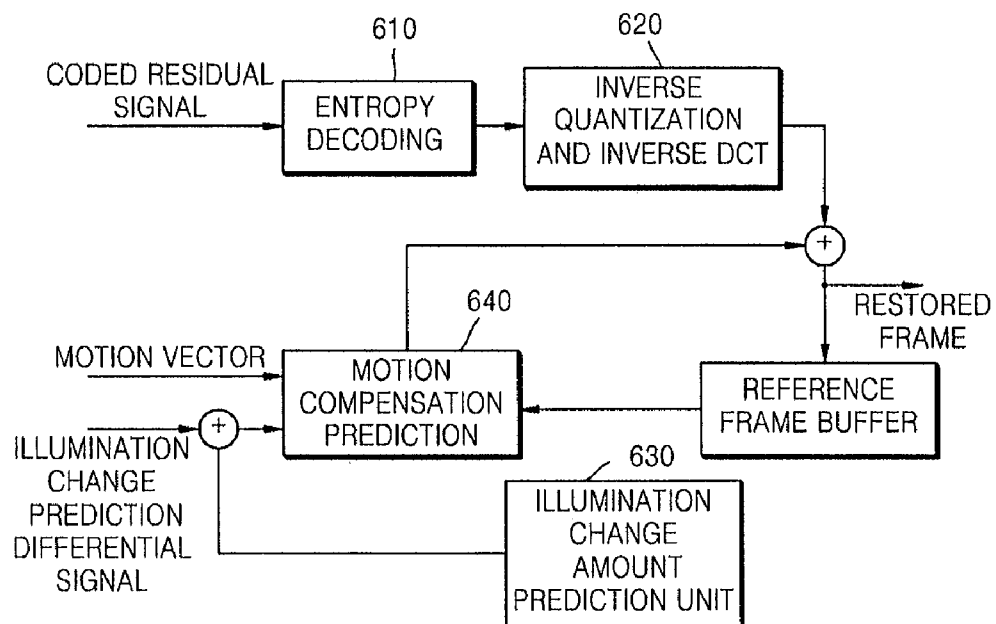 610
620
CODED RESIDUAL
SIGNAL
ENTROPY
DECODING
INVERSE
QUANTIZATION
AND INVERSE DCT
+
RESTORED
FRAME
640
MOTION VECTOR
MOTION
COMPENSATION
PREDICTION
REFERENCE
FRAME BUFFER
+
ILLUMINATION
CHANGE
PREDICTION
DIFFERENTIAL
SIGNAL
630
ILLUMINATION
CHANGE
AMOUNT
PREDICTION UNIT